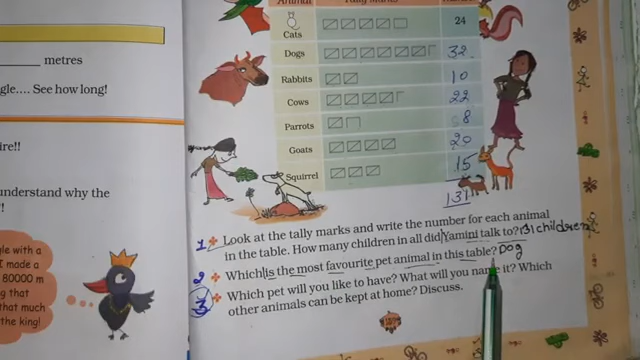 Animal Tally Marks
Cats 24
Dogs 32
Rabbits 10
Cows 22
Parrots 8
Goats 20
Squirrel 15
131
metres
gle.... See how long!
ire!!
understand why the
!
gle with a
I made a
80000 m
g that
that much
the king!
1 Look at the tally marks and write the number for each animal
in the table. How many children in all did Yamini talk to? 131 children
2 Which is the most favourite pet animal in this table? Dog
3 Which pet will you like to have? What will you name it? Which
other animals can be kept at home? Discuss.